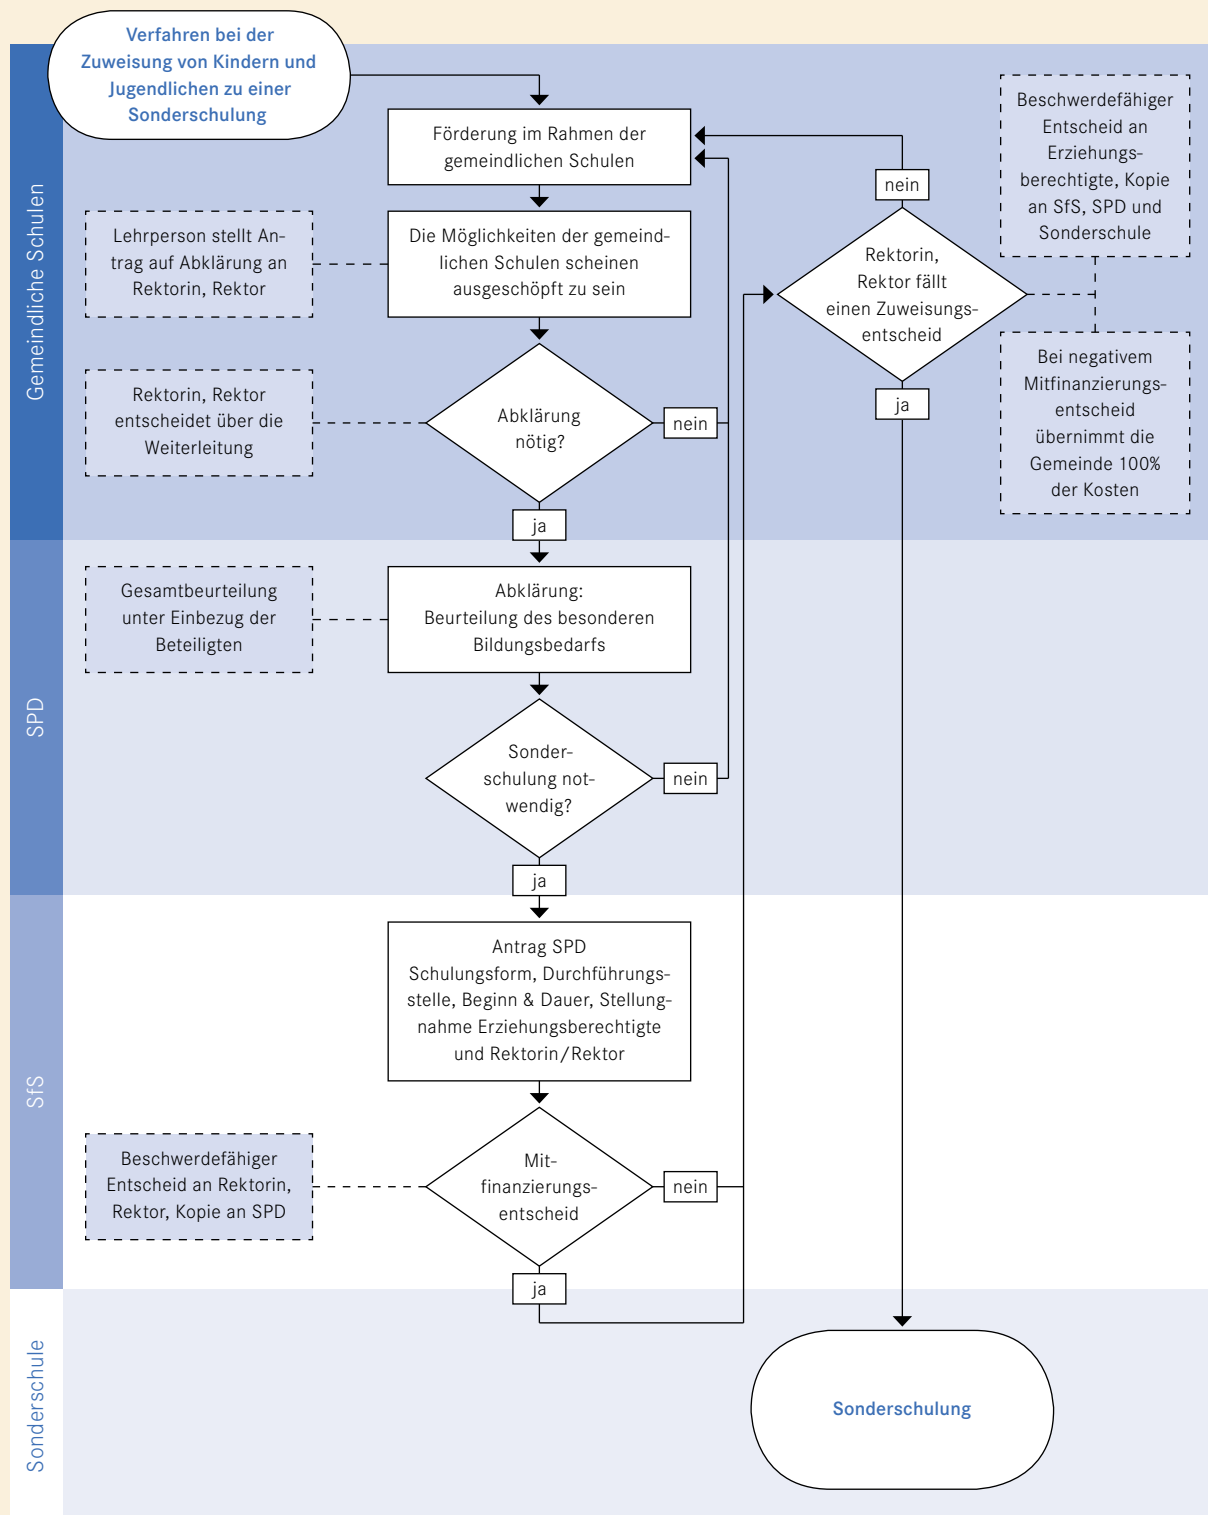 Verfahren bei der
Zuweisung von Kindern und
Jugendlichen zu einer
Sonderschulung
Gemeindliche Schulen
Förderung im Rahmen der
gemeindlichen Schulen
Lehrperson stellt An-
trag auf Abklärung an
Rektorin, Rektor
Die Möglichkeiten der gemeind-
lichen Schulen scheinen
ausgeschöpft zu sein
Rektorin, Rektor
entscheidet über die
Weiterleitung
Abklärung
nötig?
nein
ja
nein
Rektorin,
Rektor fällt
einen Zuweisungs-
entscheid
ja
Beschwerdefähiger
Entscheid an
Erziehungs-
berechtigte, Kopie
an SfS, SPD und
Sonderschule
Bei negativem
Mitfinanzierungs-
entscheid
übernimmt die
Gemeinde 100%
der Kosten
SPD
Gesamtbeurteilung
unter Einbezug der
Beteiligten
Abklärung:
Beurteilung des besonderen
Bildungsbedarfs
Sonder-
schulung not-
wendig?
nein
ja
SfS
Antrag SPD
Schulungsform, Durchführungs-
stelle, Beginn & Dauer, Stellung-
nahme Erziehungsberechtigte
und Rektorin/Rektor
Beschwerdefähiger
Entscheid an Rektorin,
Rektor, Kopie an SPD
Mit-
finanzierungs-
entscheid
nein
ja
Sonderschule
Sonderschulung